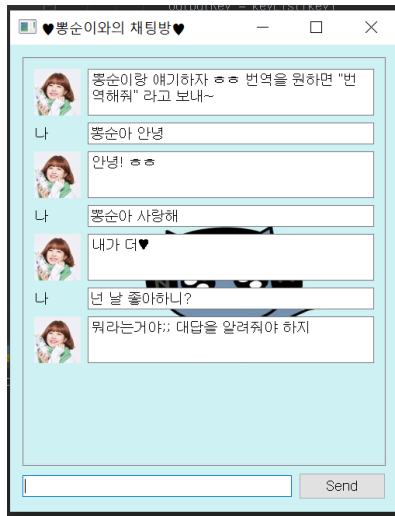 ♥뽕순이와의 채팅방♥
뽕순이랑 얘기하자 ㅎㅎ 번역을 원하면 "번
역해줘" 라고 보내~
나
뽕순아 안녕
안녕! ㅎㅎ
나
뽕순아 사랑해
내가 더♥
나
넌 날 좋아하니?
뭐라는거야;; 대답을 알려줘야 하지
Send